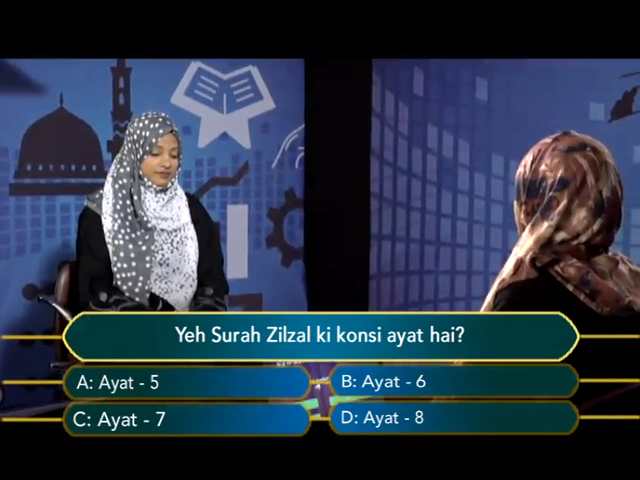 Yeh Surah Zilzal ki konsi ayat hai?
A: Ayat - 5
B: Ayat - 6
C: Ayat - 7
D: Ayat - 8